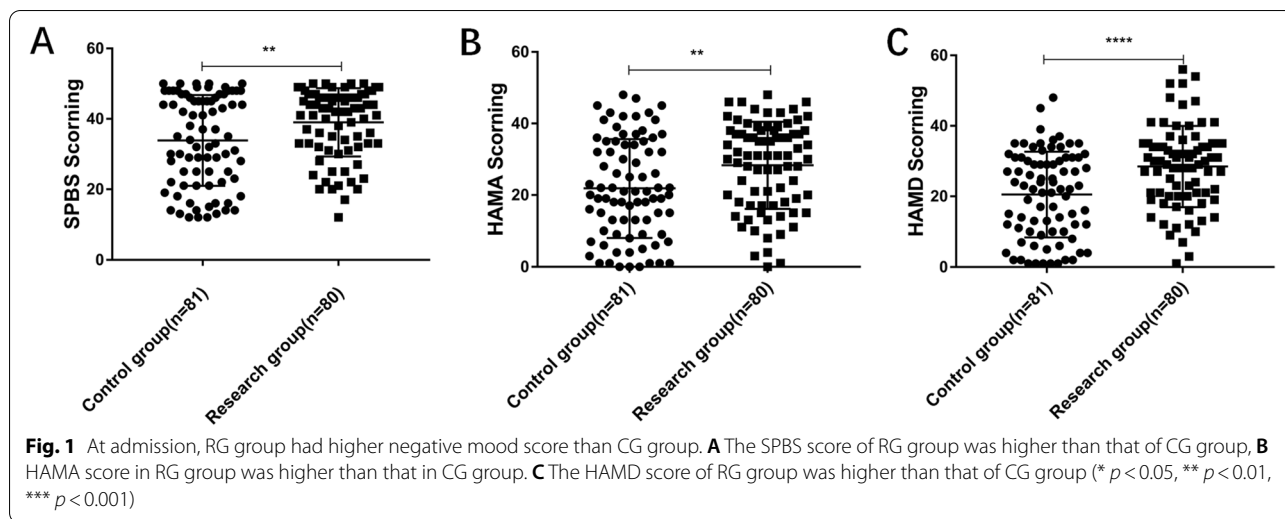 A
60
40
20
0
SPBS Scorning
**
Control group(n=81)
Research group(n=80)
B
60
40
20
0
HAMA Scorning
**
Control group(n=81)
Research group(n=80)
C
60
40
20
0
HAMD Scorning
****
Control group(n=81)
Research group(n=80)
Fig. 1 At admission, RG group had higher negative mood score than CG group. A The SPBS score of RG group was higher than that of CG group, B
HAMA score in RG group was higher than that in CG group. C The HAMD score of RG group was higher than that of CG group (* p < 0.05, ** p < 0.01,
*** p < 0.001)